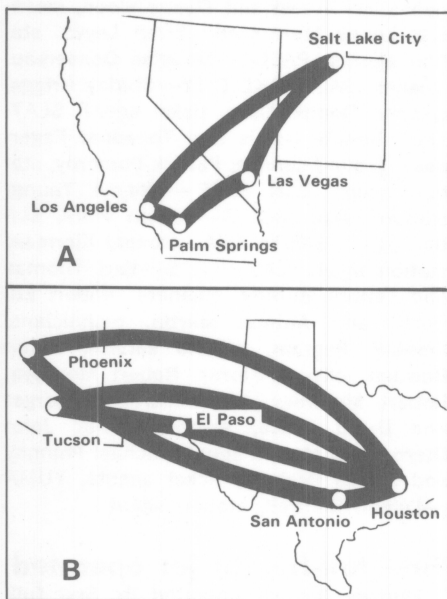 Salt Lake City
Las Vegas
Los Angeles
Palm Springs
A
Phoenix
El Paso
Tucson
San Antonio
Houston
B